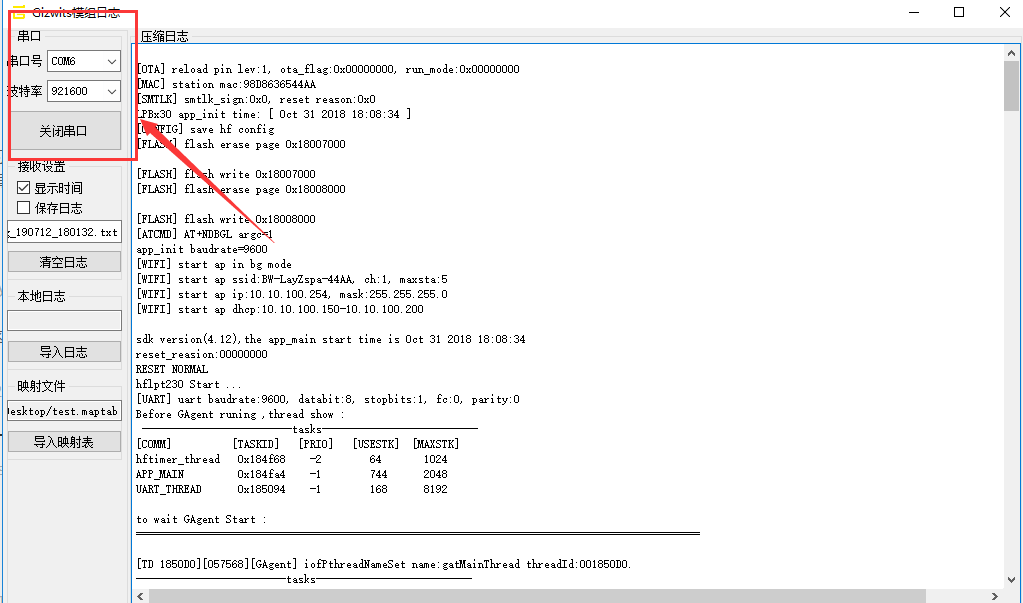 Gizwits模组日志
串口
串口号 COM6
波特率 921600
关闭串口
接收设置
显示时间
保存日志
_190712_180132.txt
清空日志
本地日志
导入日志
映射文件
esktop/test.maptab
导入映射表
压缩日志
[OTA] reload pin lev:1, ota_flag:0x00000000, run_mode:0x00000000
[MAC] station mac:98D8636544AA
[SMTLK] smtlk_sign:0x0, reset reason:0x0
LPBx30 app_init time: [ Oct 31 2018 18:08:34 ]
[CONFIG] save hf config
[FLASH] flash erase page 0x18007000
[FLASH] flash write 0x18007000
[FLASH] flash erase page 0x18008000
[FLASH] flash write 0x18008000
[ATCMD] AT+NDBGL argc=1
app_init baudrate=9600
[WIFI] start ap in bg mode
[WIFI] start ap ssid:BW-LayZspa-44AA, ch:1, maxsta:5
[WIFI] start ap ip:10.10.100.254, mask:255.255.255.0
[WIFI] start ap dhcp:10.10.100.150-10.10.100.200
sdk version(4.12),the app_main start time is Oct 31 2018 18:08:34
reset_reasion:00000000
RESET NORMAL
hflpt230 Start ...
[UART] uart baudrate:9600, databit:8, stopbits:1, fc:0, parity:0
Before GAgent runing ,thread show :
tasks
[COMM] [TASKID] [PRIO] [USESTK] [MAXSTK]
hftimer_thread 0x184f68 -2 64 1024
APP_MAIN 0x184fa4 -1 744 2048
UART_THREAD 0x185094 -1 168 8192
to wait GAgent Start :
[TD 1850D0][057568][GAgent] iofPthreadNameSet name:gatMainThread threadId:001850D0.
tasks